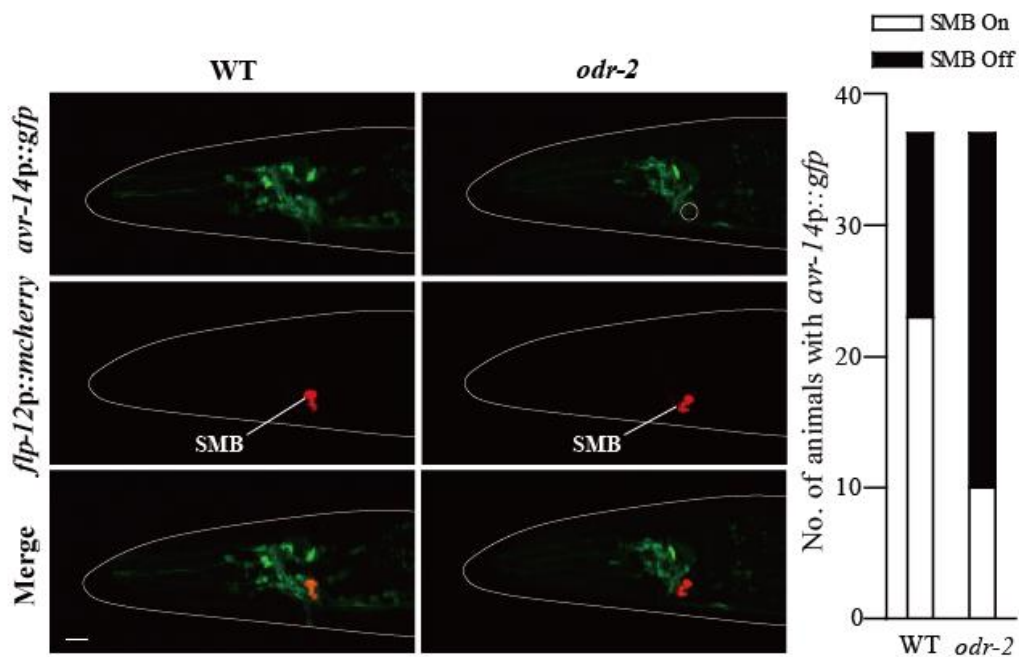 SMB On
SMB Off
WT
odr-2
avr-14p::gfp
flp-12p::mcherry
SMB
SMB
Merge
No. of animals with avr-14p::gfp
40
30
20
10
0
WT
odr-2